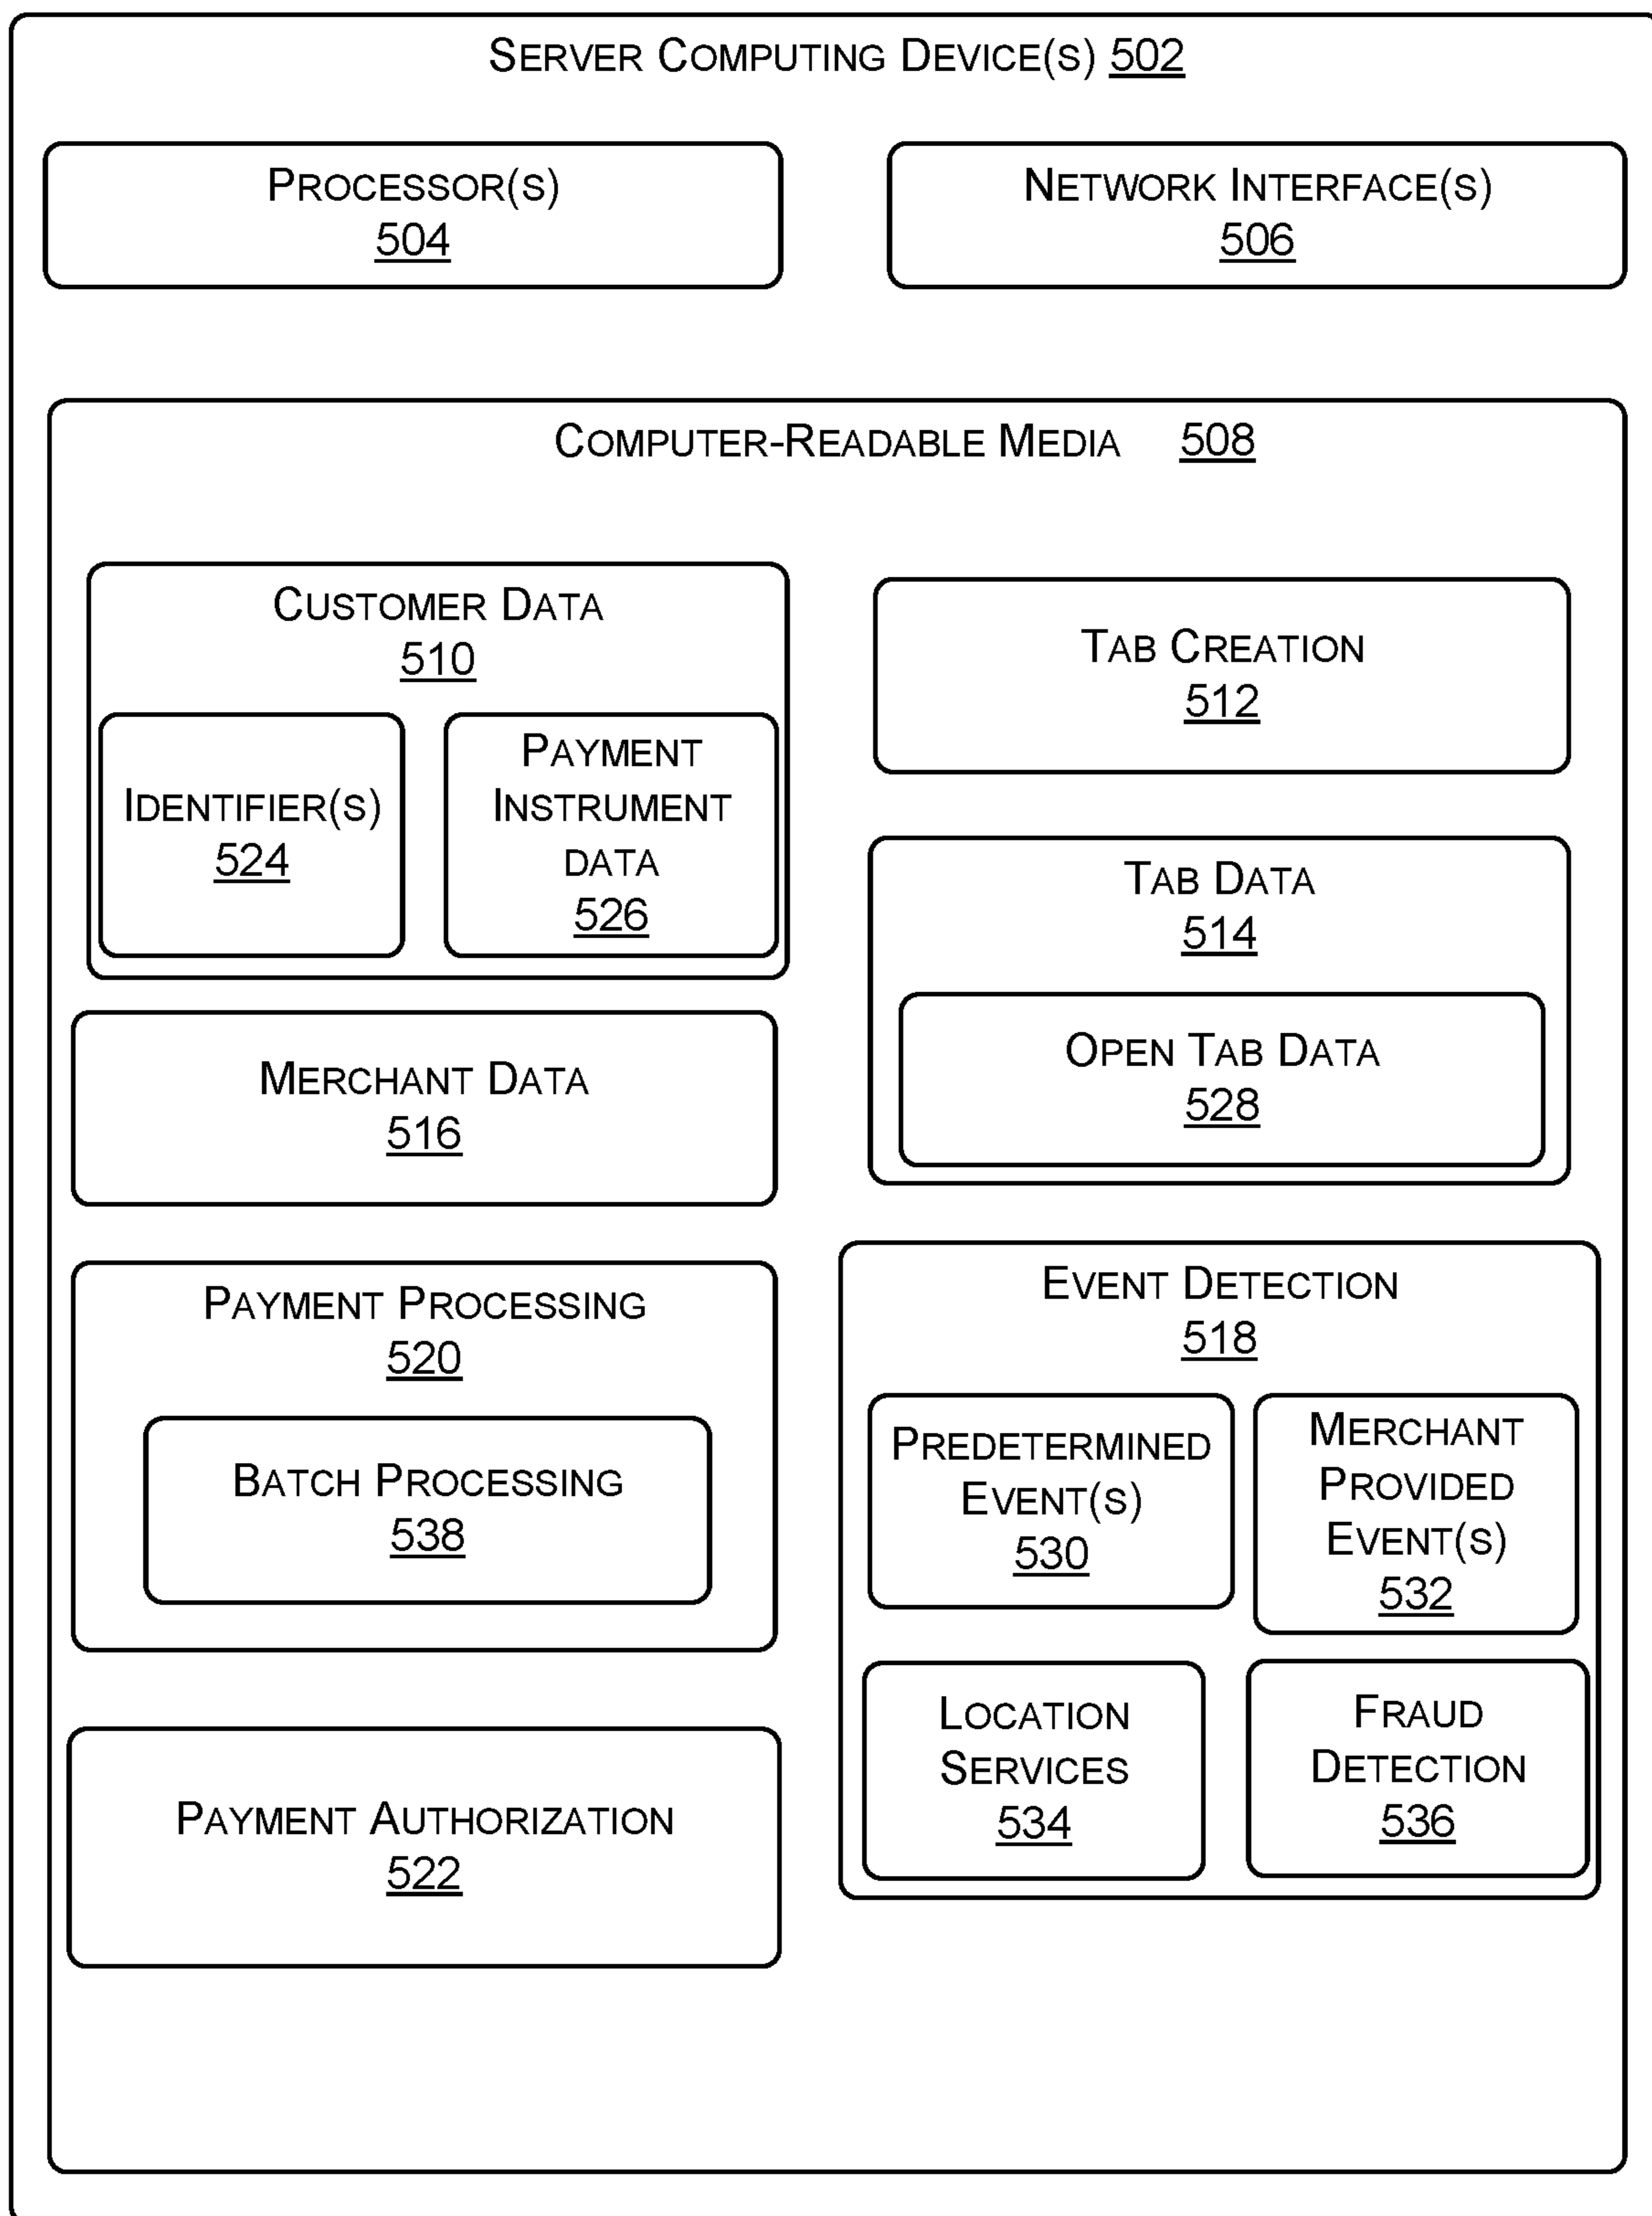 SERVER COMPUTING DEVICE(S) 502
PROCESSOR(S)
504
NETWORK INTERFACE(S)
506
COMPUTER-READABLE MEDIA 508
CUSTOMER DATA
510
IDENTIFIER(S)
524
PAYMENT
INSTRUMENT
DATA
526
TAB CREATION
512
TAB DATA
514
OPEN TAB DATA
528
MERCHANT DATA
516
PAYMENT PROCESSING
520
BATCH PROCESSING
538
EVENT DETECTION
518
PREDETERMINED
EVENT(S)
530
MERCHANT
PROVIDED
EVENT(S)
532
LOCATION
SERVICES
534
FRAUD
DETECTION
536
PAYMENT AUTHORIZATION
522